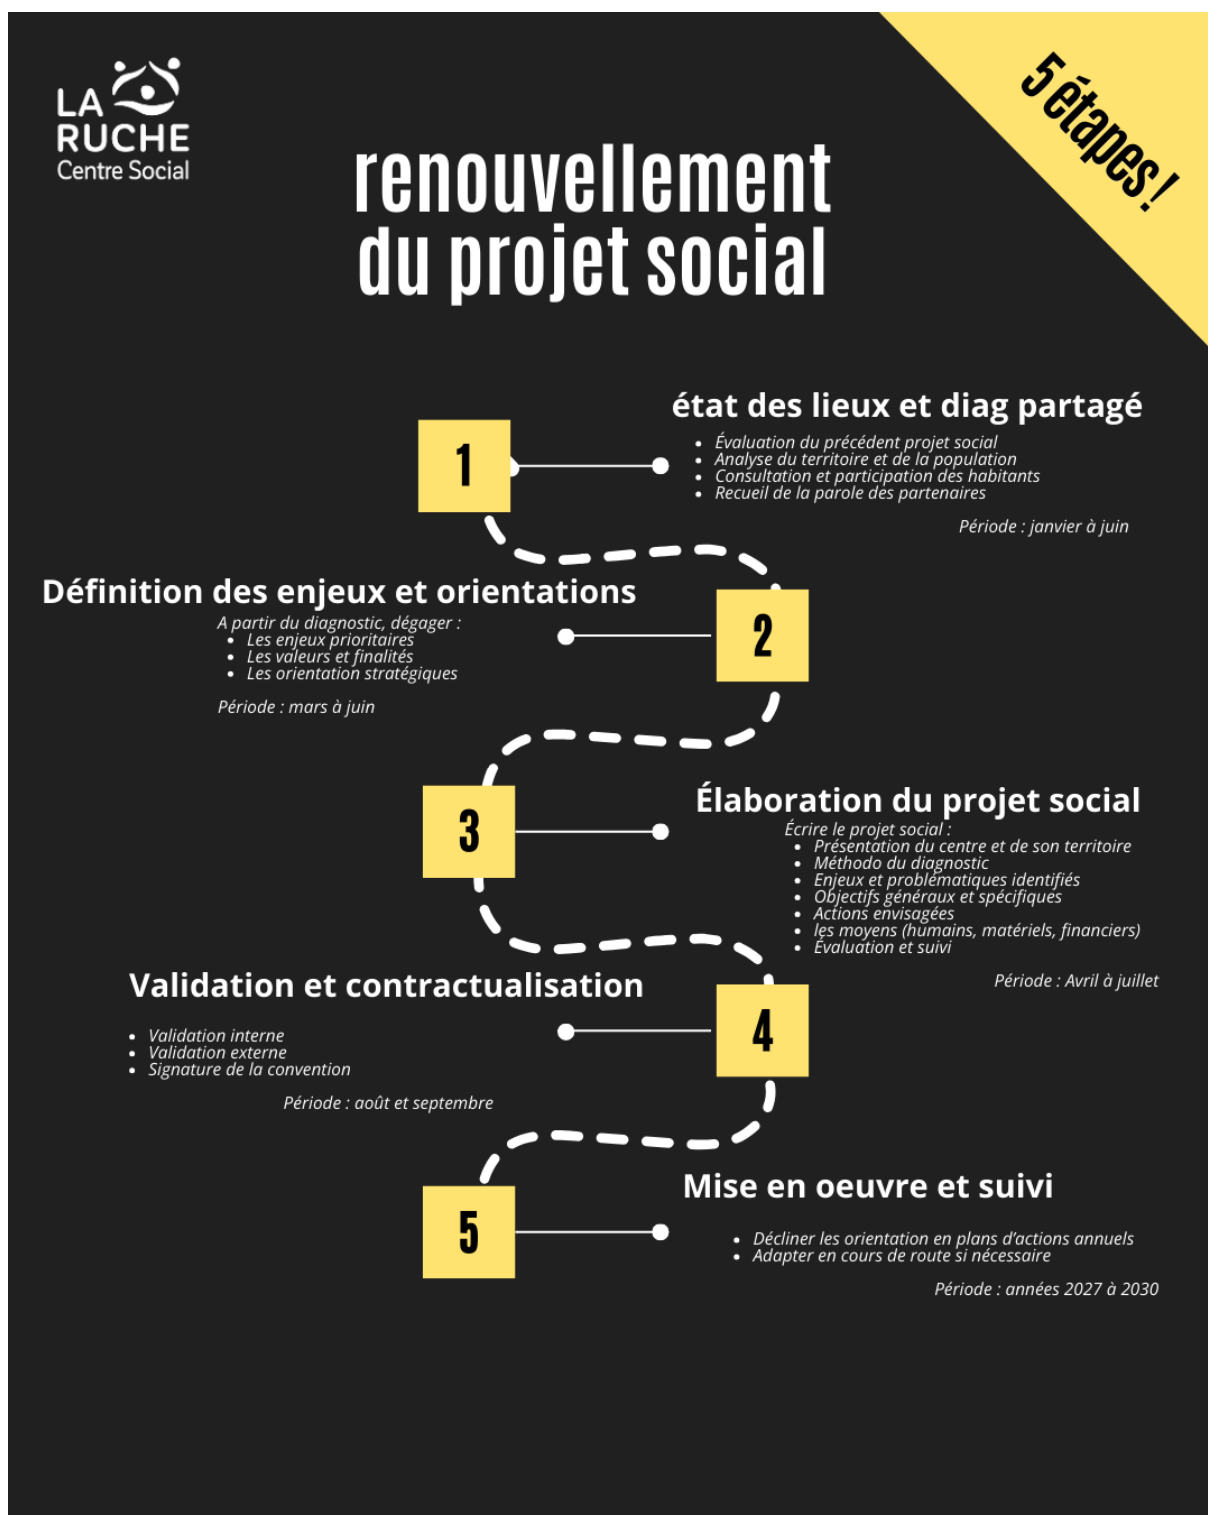 LA
RUCHE
Centre Social
5 étapes !
renouvellement
du projet social
1
état des lieux et diag partagé
Évaluation du précédent projet social
Analyse du territoire et de la population
Consultation et participation des habitants
Recueil de la parole des partenaires
Période : janvier à juin
Définition des enjeux et orientations
A partir du diagnostic, dégager :
Les enjeux prioritaires
Les valeurs et finalités
Les orientation stratégiques
Période : mars à juin
2
3
Élaboration du projet social
Écrire le projet social :
Présentation du centre et de son territoire
Méthodo du diagnostic
Enjeux et problématiques identifiés
Objectifs généraux et spécifiques
Actions envisagées
les moyens (humains, matériels, financiers)
Évaluation et suivi
Période : Avril à juillet
Validation et contractualisation
Validation interne
Validation externe
Signature de la convention
Période : août et septembre
4
5
Mise en oeuvre et suivi
Décliner les orientation en plans d’actions annuels
Adapter en cours de route si nécessaire
Période : années 2027 à 2030